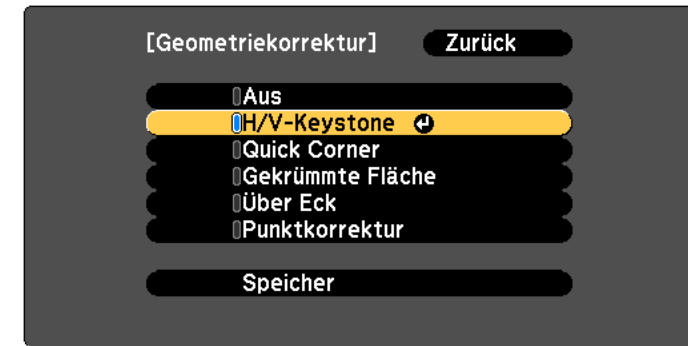 [Geometriekorrektur] Zurück
Aus
H/V-Keystone
Quick Corner
Gekrümmte Fläche
Über Eck
Punktkorrektur
Speicher